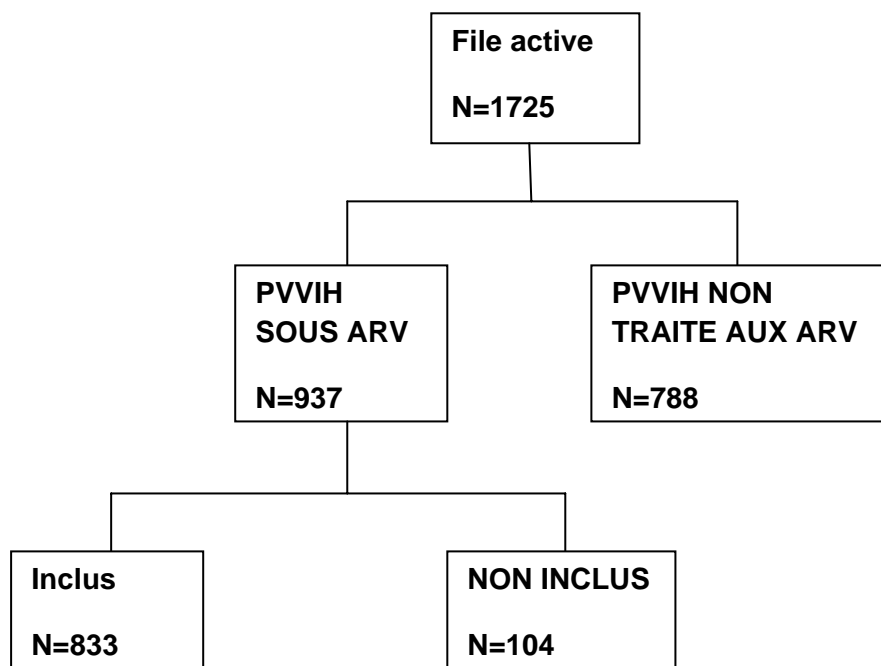 File active
N=1725
PVVIH
SOUS ARV
N=937
PVVIH NON
TRAITE AUX ARV
N=788
Inclus
N=833
NON INCLUS
N=104